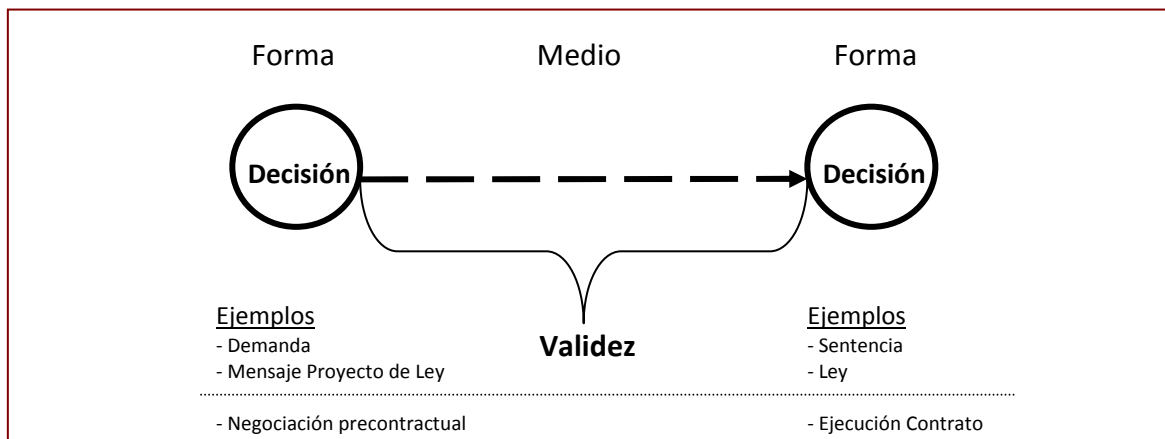 Forma Medio Forma
Decisión Decisión
Validez
Ejemplos
- Demanda
- Mensaje Proyecto de Ley
- Negociación precontractual
Ejemplos
- Sentencia
- Ley
- Ejecución Contrato